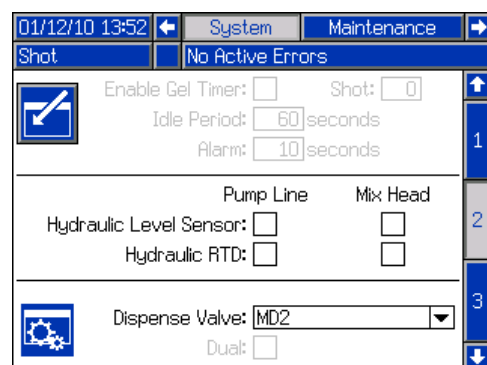 01/12/10 13:52 System Maintenance
Shot No Active Errors
Enable Gel Timer: Shot: 0
Idle Period: 60 seconds
Alarm: 10 seconds
1
Pump Line Mix Head
Hydraulic Level Sensor:
2
Hydraulic RTD:
3
Dispense Valve: MD2
Dual: